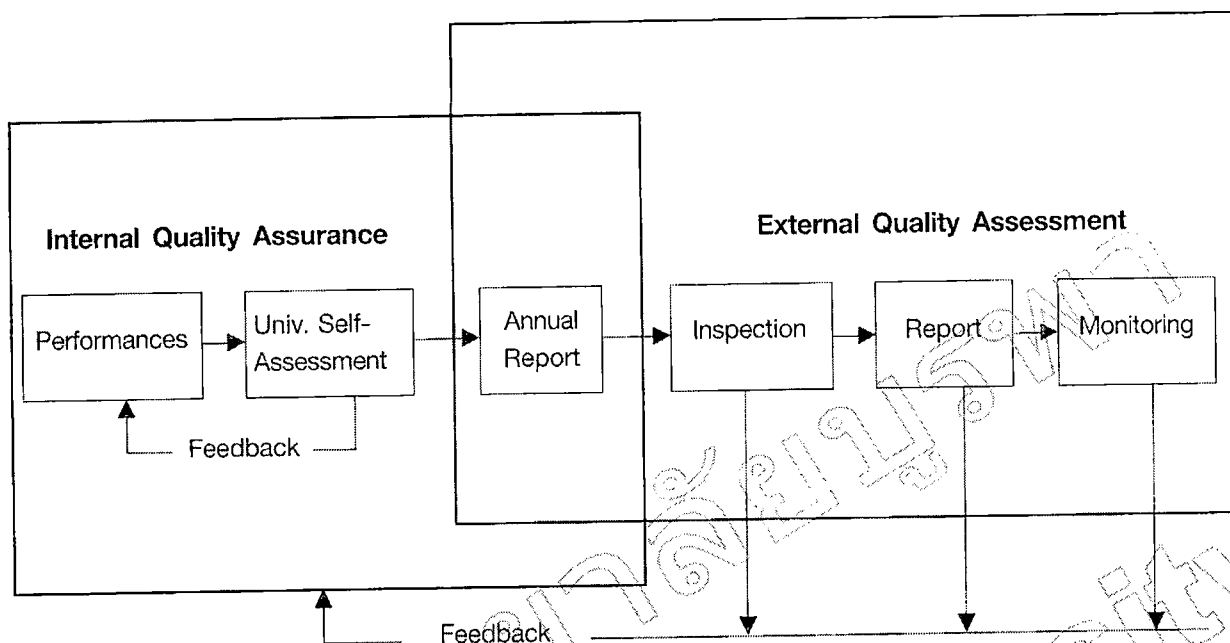 Internal Quality Assurance
External Quality Assessment
Performances
Univ. Self-
Assessment
Annual
Report
Inspection
Report
Monitoring
Feedback
Feedback